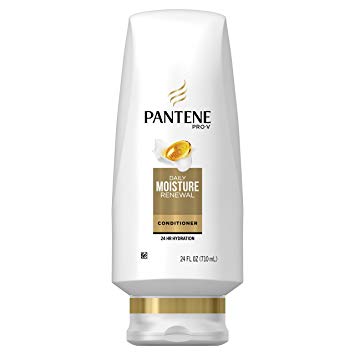 PANTENE
PRO-V
DAILY
MOISTURE
RENEWAL
CONDITIONER
24 HR HYDRATION
24 FL OZ (710 mL)